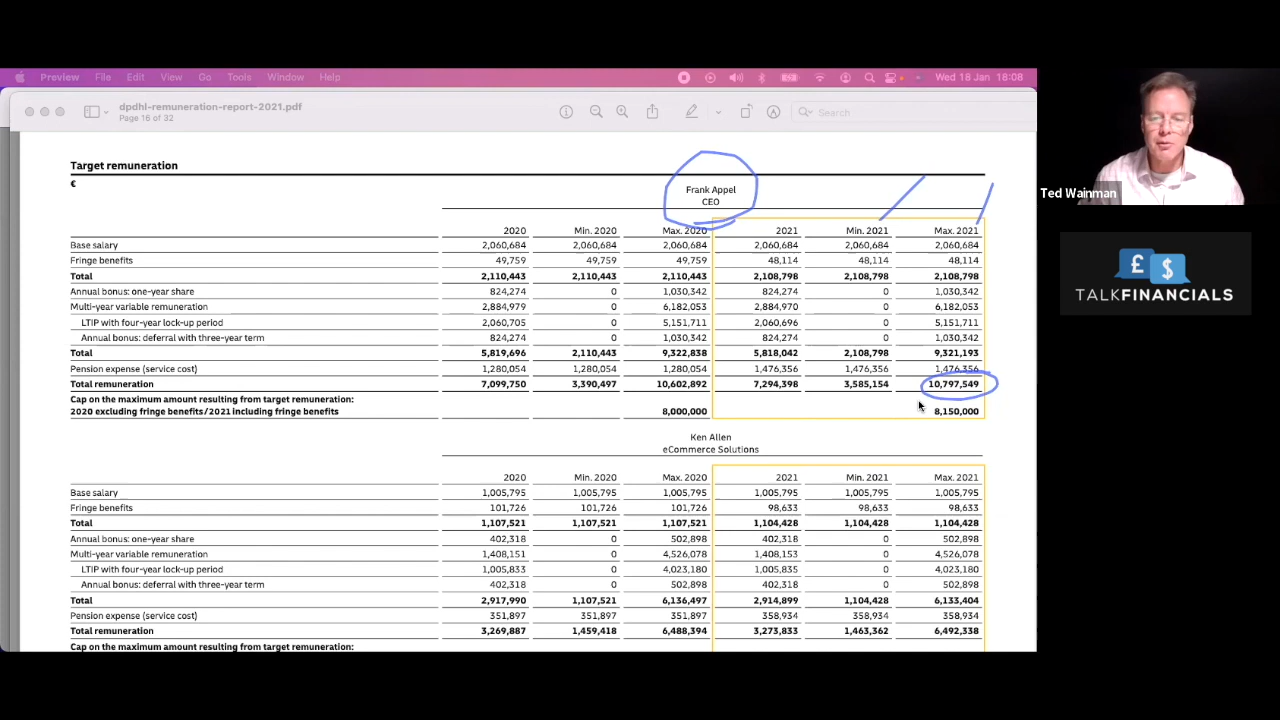 Preview File Edit View Go Tools Window Help Wed 18 Jan 18:08
dpdhl-remuneration-report-2021.pdf
Page 16 of 32
Search
Target remuneration
€
Frank Appel
CEO
2020 Min. 2020 Max. 2020 2021 Min. 2021 Max. 2021
Base salary 2,060,684 2,060,684 2,060,684 2,060,684 2,060,684 2,060,684
Fringe benefits 49,759 49,759 49,759 48,114 48,114 48,114
Total 2,110,443 2,110,443 2,110,443 2,108,798 2,108,798 2,108,798
Annual bonus: one-year share 824,274 0 1,030,342 824,274 0 1,030,342
Multi-year variable remuneration 2,884,979 0 6,182,053 2,884,970 0 6,182,053
LTIP with four-year lock-up period 2,060,705 0 5,151,711 2,060,696 0 5,151,711
Annual bonus: deferral with three-year term 824,274 0 1,030,342 824,274 0 1,030,342
Total 5,819,696 2,110,443 9,322,838 5,818,042 2,108,798 9,321,193
Pension expense (service cost) 1,280,054 1,280,054 1,280,054 1,476,356 1,476,356 1,476,356
Total remuneration 7,099,750 3,390,497 10,602,892 7,294,398 3,585,154 10,797,549
Cap on the maximum amount resulting from target remuneration:
2020 excluding fringe benefits/2021 including fringe benefits 8,000,000 8,150,000
Ken Allen
eCommerce Solutions
2020 Min. 2020 Max. 2020 2021 Min. 2021 Max. 2021
Base salary 1,005,795 1,005,795 1,005,795 1,005,795 1,005,795 1,005,795
Fringe benefits 101,726 101,726 101,726 98,633 98,633 98,633
Total 1,107,521 1,107,521 1,107,521 1,104,428 1,104,428 1,104,428
Annual bonus: one-year share 402,318 0 502,898 402,318 0 502,898
Multi-year variable remuneration 1,408,151 0 4,526,078 1,408,153 0 4,526,078
LTIP with four-year lock-up period 1,005,833 0 4,023,180 1,005,835 0 4,023,180
Annual bonus: deferral with three-year term 402,318 0 502,898 402,318 0 502,898
Total 2,917,990 1,107,521 6,136,497 2,914,899 1,104,428 6,133,404
Pension expense (service cost) 351,897 351,897 351,897 358,934 358,934 358,934
Total remuneration 3,269,887 1,459,418 6,488,394 3,273,833 1,463,362 6,492,338
Cap on the maximum amount resulting from target remuneration:
Ted Wainman
£ $
TALKFINANCIALS